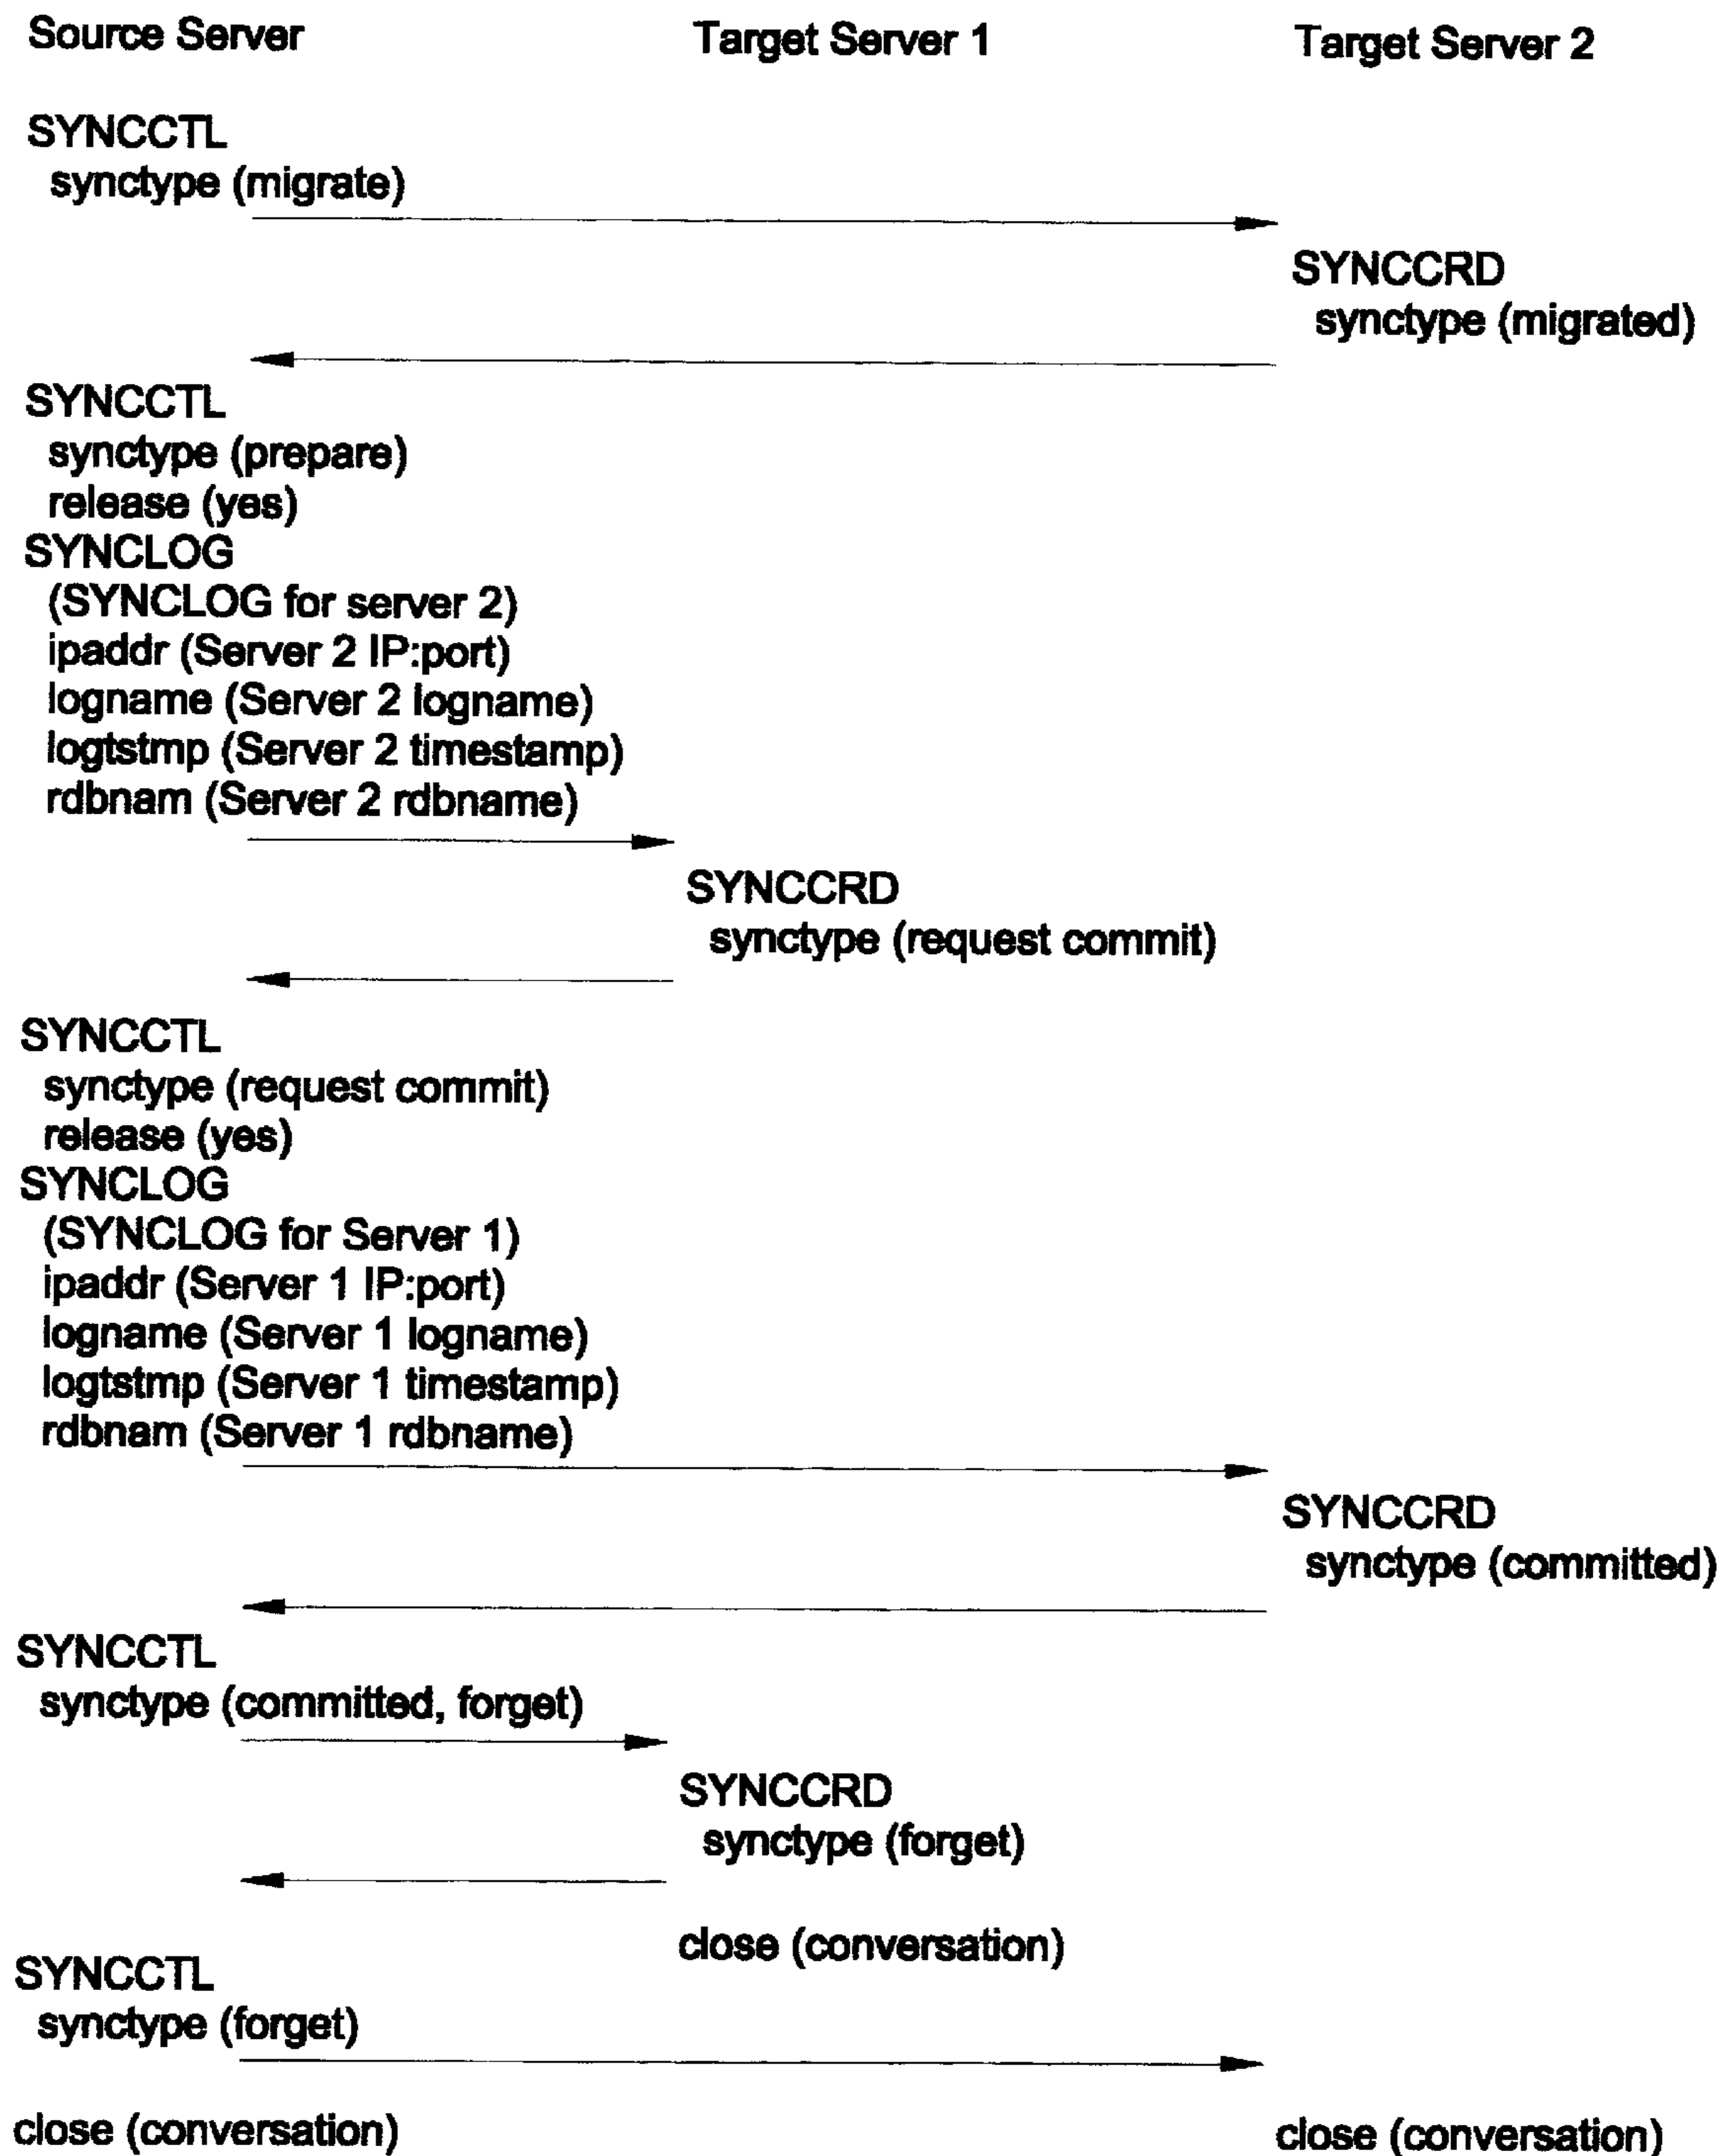 Source Server
Target Server 1
Target Server 2
SYNCCTL
synctype (migrate)
SYNCCRD
synctype (migrated)
SYNCCTL
synctype (prepare)
release (yes)
SYNCLOG
(SYNCLOG for server 2)
ipaddr (Server 2 IP:port)
logname (Server 2 logname)
logtstmp (Server 2 timestamp)
rdbnam (Server 2 rdbname)
SYNCCRD
synctype (request commit)
SYNCCTL
synctype (request commit)
release (yes)
SYNCLOG
(SYNCLOG for Server 1)
ipaddr (Server 1 IP:port)
logname (Server 1 logname)
logtstmp (Server 1 timestamp)
rdbnam (Server 1 rdbname)
SYNCCRD
synctype (committed)
SYNCCTL
synctype (committed, forget)
SYNCCRD
synctype (forget)
close (conversation)
SYNCCTL
synctype (forget)
close (conversation)
close (conversation)